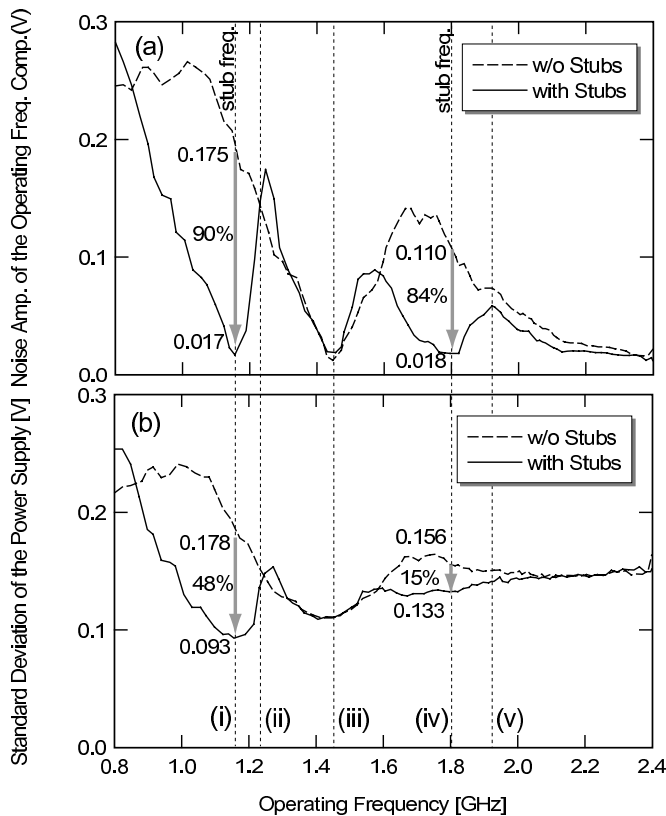 Noise Amp. of the Operating Freq. Comp.(V)
0.3
0.2
0.1
0.0
(a)
stub freq.
stub freq.
w/o Stubs
with Stubs
0.175
90%
0.017
0.110
84%
0.018
Standard Deviation of the Power Supply [V]
0.3
0.2
0.1
0.0
(b)
w/o Stubs
with Stubs
0.178
48%
0.093
0.156
15%
0.133
(i) (ii) (iii) (iv) (v)
0.8 1.0 1.2 1.4 1.6 1.8 2.0 2.2 2.4
Operating Frequency [GHz]